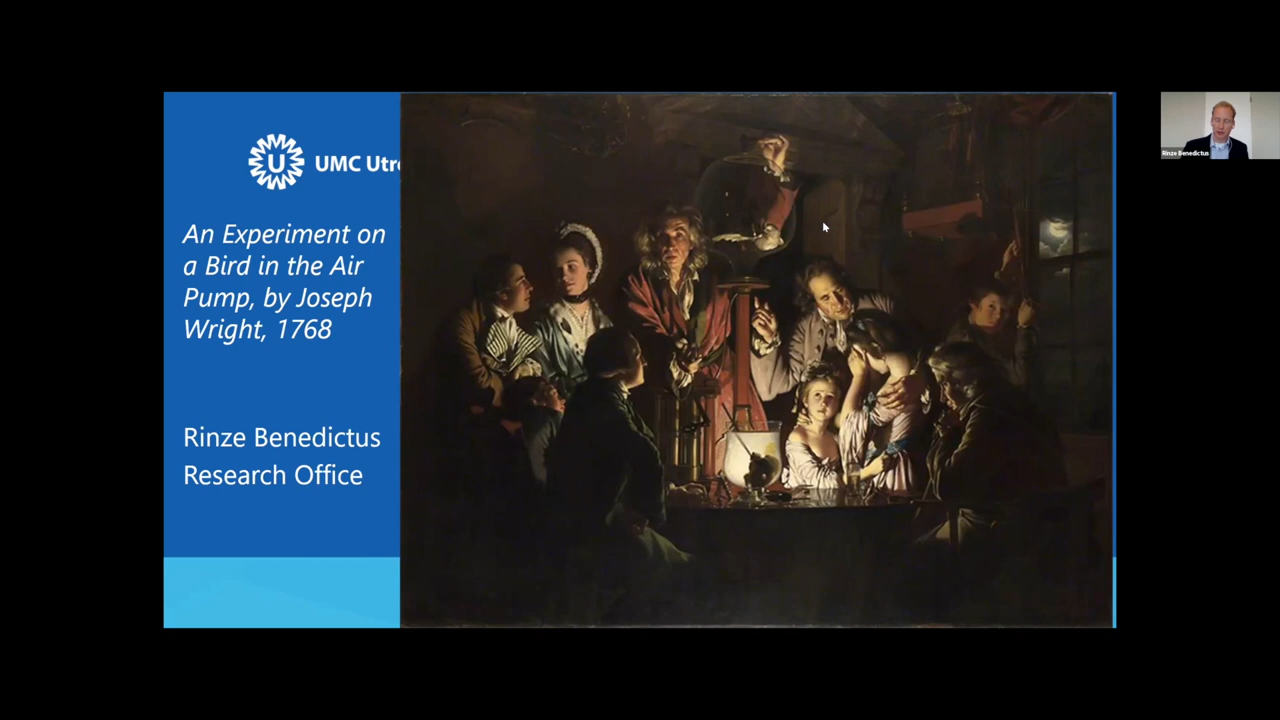 UMC Utre
An Experiment on
a Bird in the Air
Pump, by Joseph
Wright, 1768
Rinze Benedictus
Research Office
Rinze Benedictus